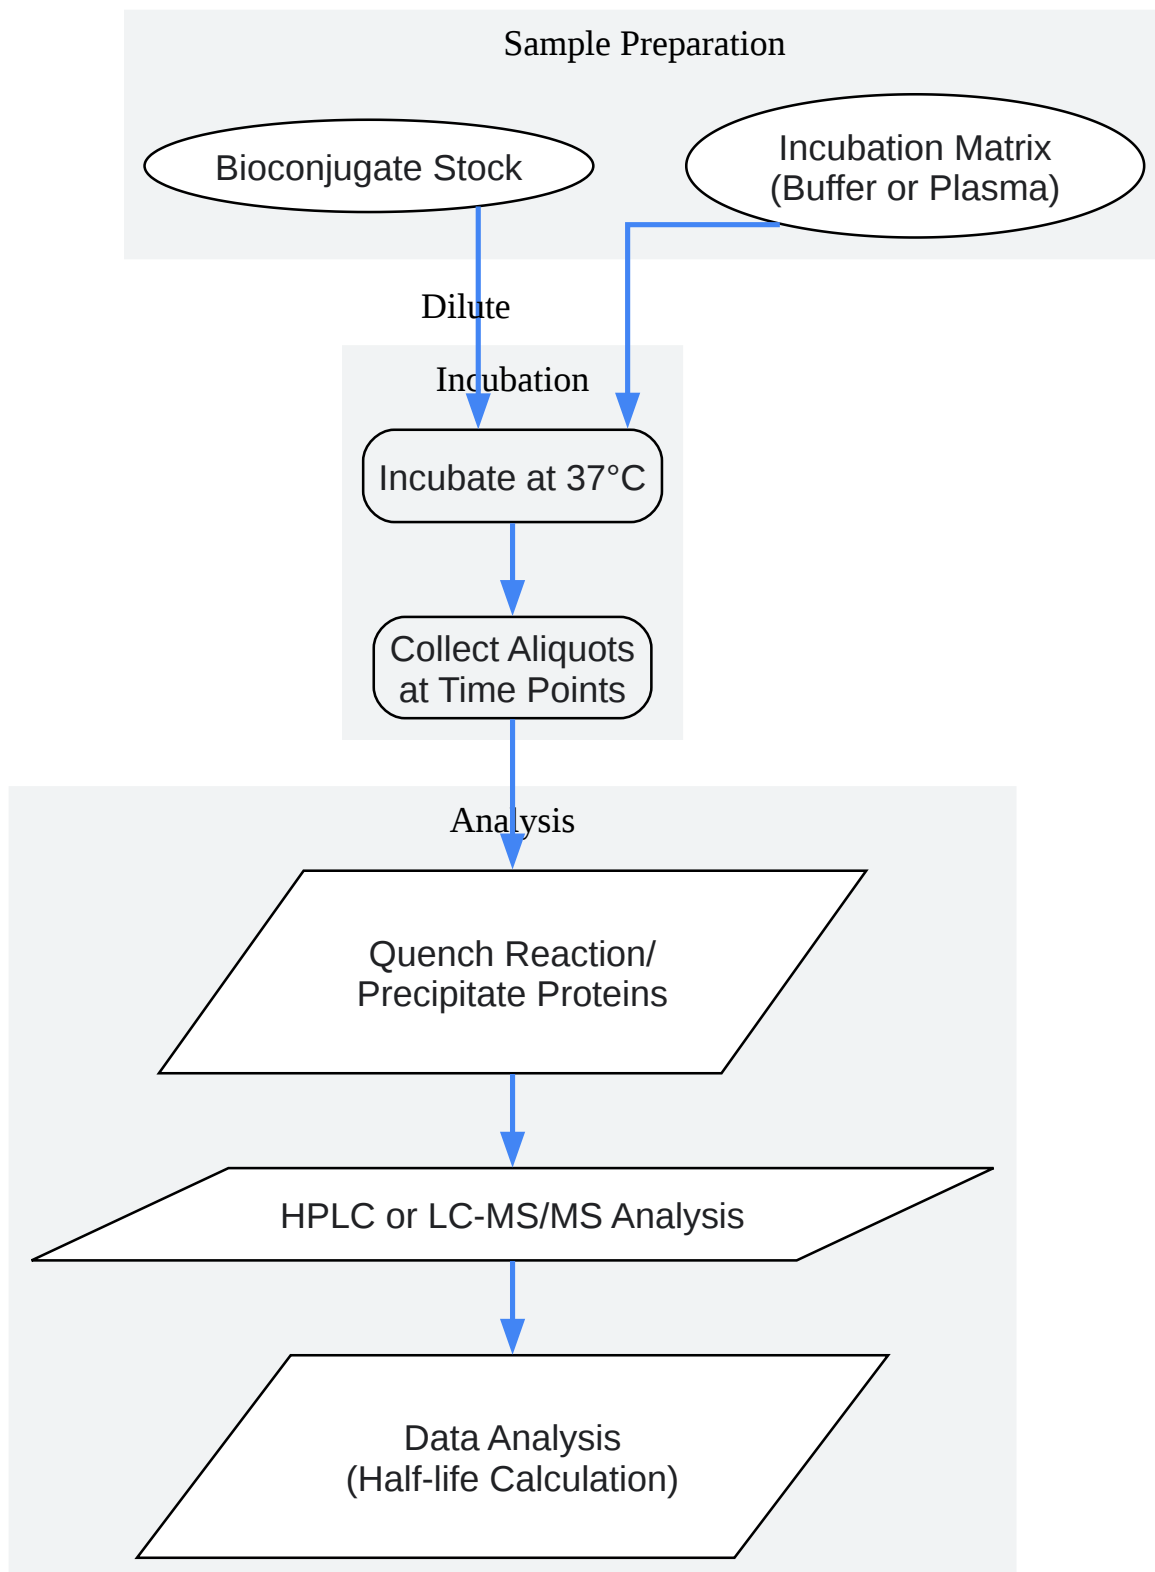 Sample Preparation
Bioconjugate Stock
Incubation Matrix
(Buffer or Plasma)
Dilute
Incubation
Incubate at 37°C
Collect Aliquots
at Time Points
Analysis
Quench Reaction/
Precipitate Proteins
HPLC or LC-MS/MS Analysis
Data Analysis
(Half-life Calculation)